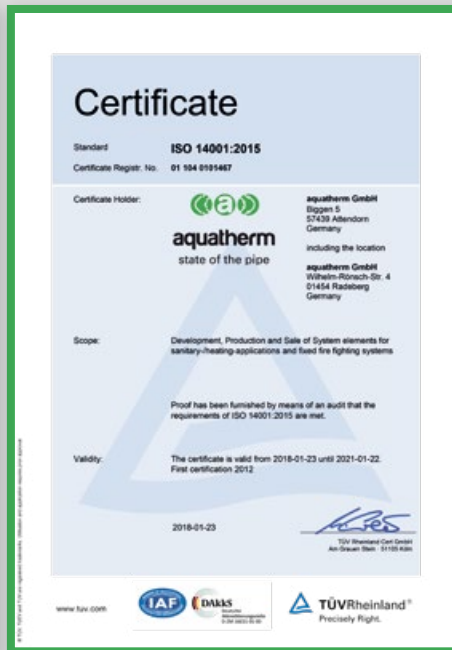 Certificate
Standard ISO 14001:2015
Certificate Registr. No. 01 104 0101467
Certificate Holder:
a
aquatherm
state of the pipe
aquatherm GmbH
Biggen 5
57439 Attendorn
Germany
including the location
aquatherm GmbH
Wilhelm-Rönsch-Str. 4
01454 Radeberg
Germany
Scope: Development, Production and Sale of System elements for
sanitary-/heating-applications and fixed fire fighting systems
Proof has been furnished by means of an audit that the
requirements of ISO 14001:2015 are met.
Validity: The certificate is valid from 2018-01-23 until 2021-01-22.
First certification 2012
2018-01-23
TÜV Rheinland Cert GmbH
Am Grauen Stein · 51105 Köln
www.tuv.com
IAF
DAkkS
Deutsche
Akkreditierungsstelle
TÜVRheinland®
Precisely Right.